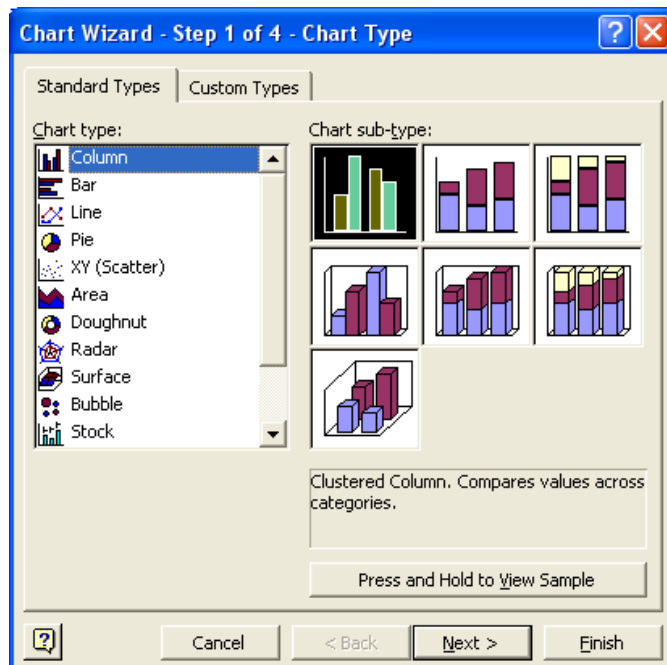 Chart Wizard - Step 1 of 4 - Chart Type
Standard Types
Custom Types
Chart type:
Column
Bar
Line
Pie
XY (Scatter)
Area
Doughnut
Radar
Surface
Bubble
Stock
Chart sub-type:
Clustered Column. Compares values across
categories.
Press and Hold to View Sample
Cancel
< Back
Next >
Finish